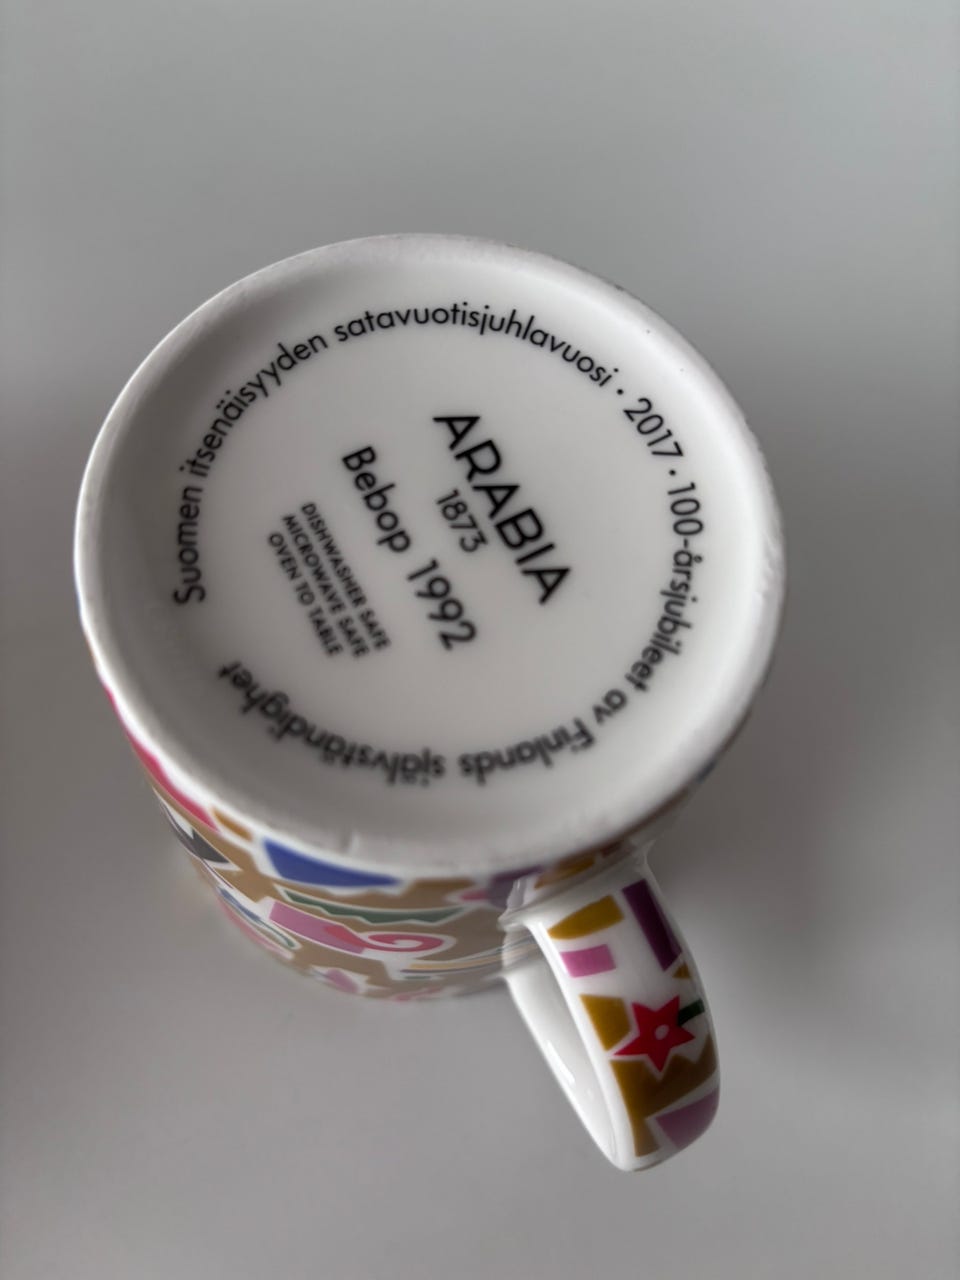 Suomen itsenäisyyden satavuotisjuhlavuosi · 2017 · 100-årsjubileet av Finlands självständighet
ARABIA
1873
Bebop 1992
DISHWASHER SAFE
MICROWAVE SAFE
OVEN TO TABLE